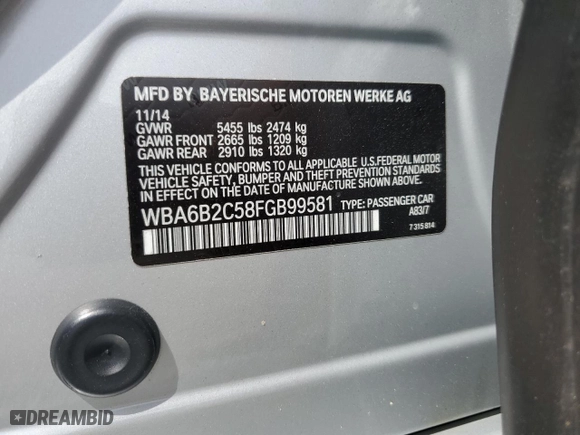 MFD BY BAYERISCHE MOTOREN WERKE AG
11/14
GVWR 5455 lbs 2474 kg
GAWR FRONT 2665 lbs 1209 kg
GAWR REAR 2910 lbs 1320 kg
THIS VEHICLE CONFORMS TO ALL APPLICABLE U.S.FEDERAL MOTOR
VEHICLE SAFETY, BUMPER, AND THEFT PREVENTION STANDARDS
IN EFFECT ON THE DATE OF MANUFACTURE SHOWN ABOVE.
WBA6B2C58FGB99581 TYPE: PASSENGER CAR
A83/7
7 315 814
DREAMBID